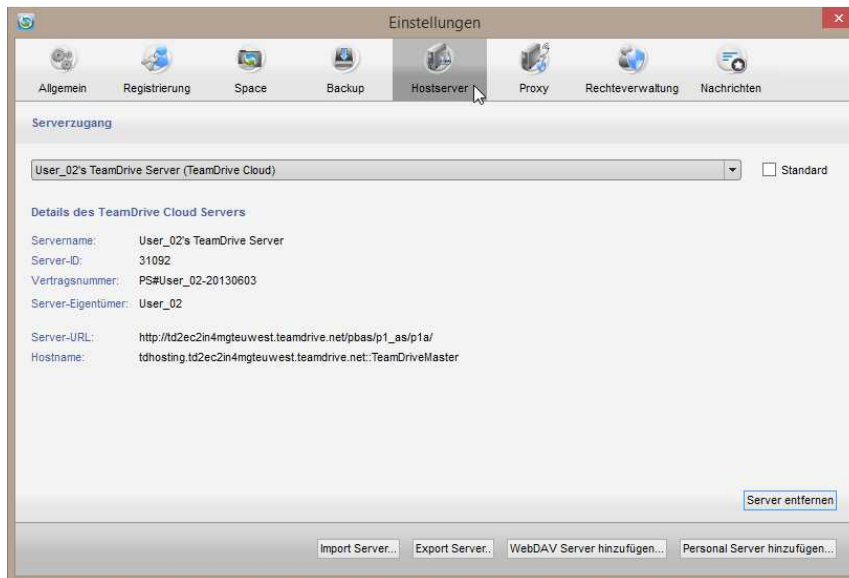 Einstellungen
Allgemein Registrierung Space Backup Hostserver Proxy Rechteverwaltung Nachrichten
Serverzugang
User_02's TeamDrive Server (TeamDrive Cloud) Standard
Details des TeamDrive Cloud Servers
Servername: User_02's TeamDrive Server
Server-ID: 31092
Vertragsnummer: PS#User_02-20130603
Server-Eigentümer: User_02
Server-URL: http://td2ec2in4mgteuwest.teamdrive.net/pbas/p1_as/p1a/
Hostname: tdhosting.td2ec2in4mgteuwest.teamdrive.net::TeamDriveMaster
Server entfernen
Import Server... Export Server.. WebDAV Server hinzufügen... Personal Server hinzufügen...